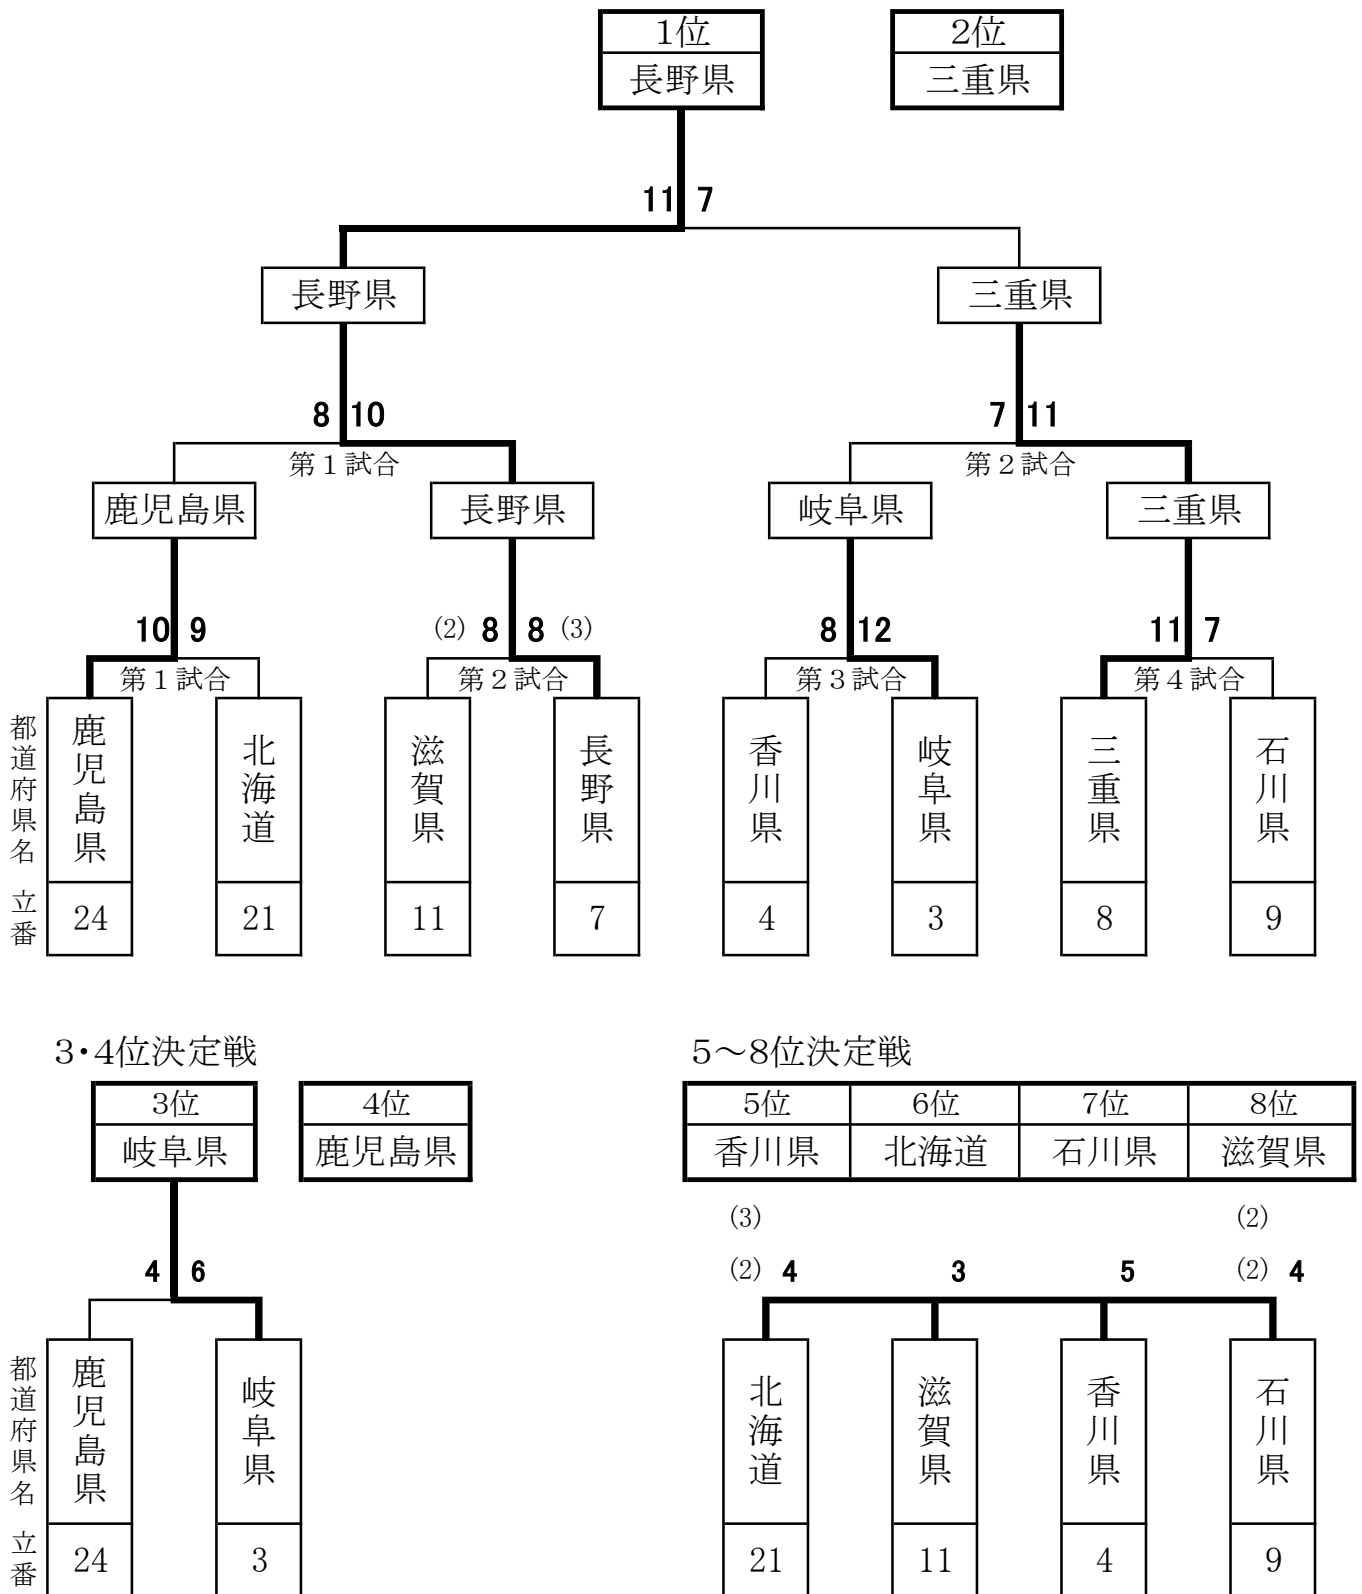 1位 2位
長野県 三重県
11 7
長野県 三重県
8 10 7 11
第1試合 第2試合
鹿児島県 長野県 岐阜県 三重県
10 9 (2) 8 8 (3) 8 12 11 7
第1試合 第2試合 第3試合 第4試合
都道府県名 鹿児島県 北海道 滋賀県 長野県 香川県 岐阜県 三重県 石川県
立番 24 21 11 7 4 3 8 9
3・4位決定戦
3位 4位
岐阜県 鹿児島県
4 6
都道府県名 鹿児島県 岐阜県
立番 24 3
5～8位決定戦
5位 6位 7位 8位
香川県 北海道 石川県 滋賀県
(3) (2)
(2) 4 3 5 (2) 4
北海道 滋賀県 香川県 石川県
21 11 4 9